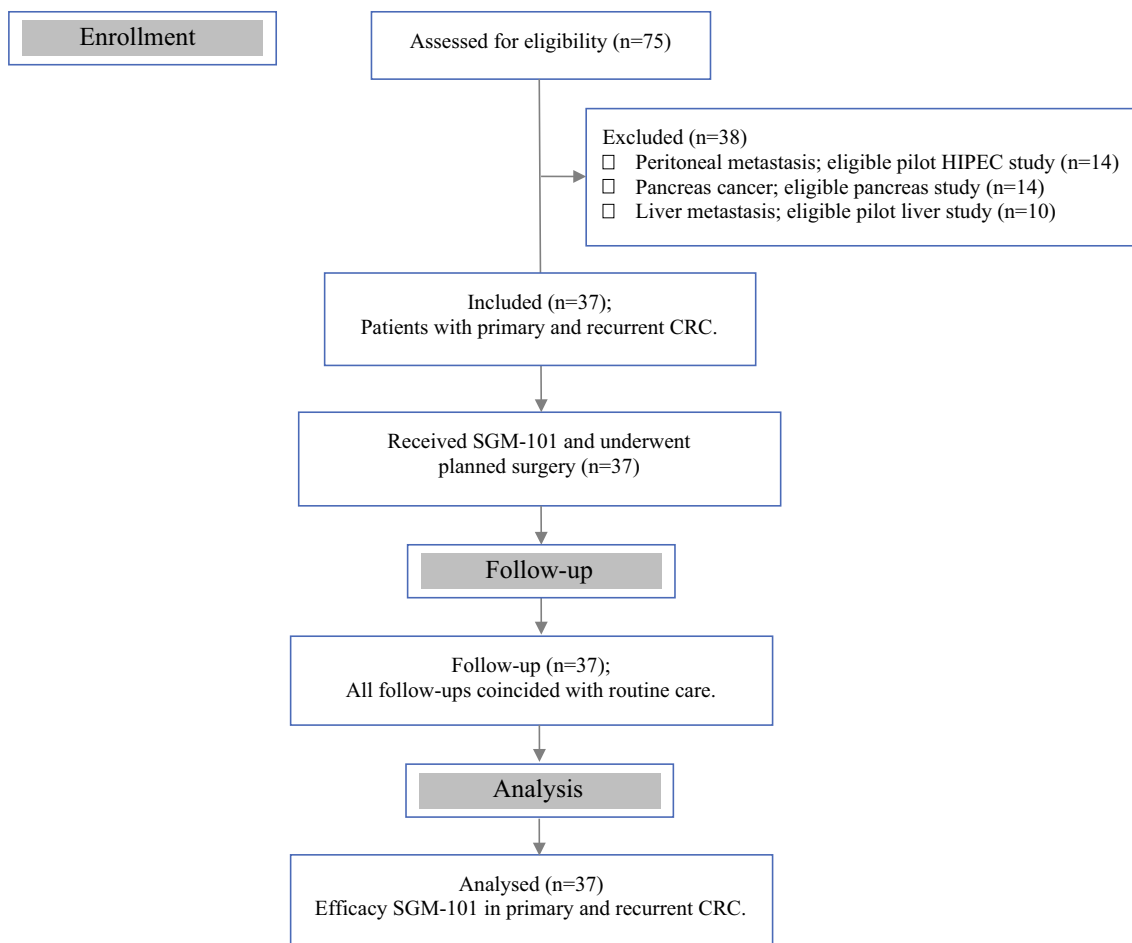 Enrollment
Assessed for eligibility (n=75)
Excluded (n=38)
Peritoneal metastasis; eligible pilot HIPEC study (n=14)
Pancreas cancer; eligible pancreas study (n=14)
Liver metastasis; eligible pilot liver study (n=10)
Included (n=37);
Patients with primary and recurrent CRC.
Received SGM-101 and underwent
planned surgery (n=37)
Follow-up
Follow-up (n=37);
All follow-ups coincided with routine care.
Analysis
Analysed (n=37)
Efficacy SGM-101 in primary and recurrent CRC.